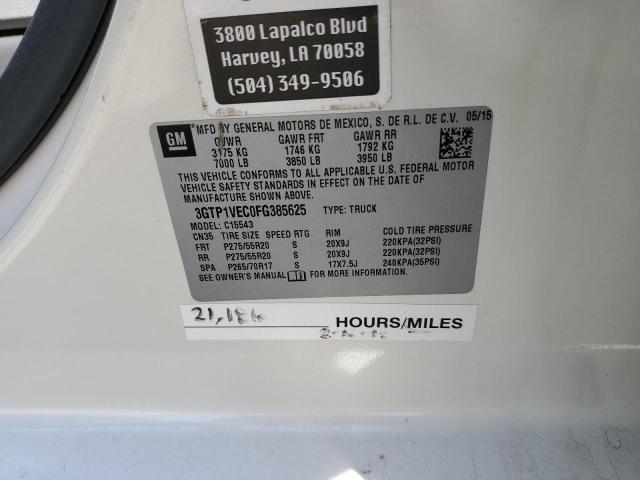 3800 Lapalco Blvd
Harvey, LA 70058
(504) 349-9506
GM
MFD BY GENERAL MOTORS DE MEXICO, S. DE R.L. DE C.V. 05/15
GVWR GAWR FRT GAWR RR
3175 KG 1746 KG 1792 KG
7000 LB 3850 LB 3950 LB
THIS VEHICLE CONFORMS TO ALL APPLICABLE U.S. FEDERAL MOTOR
VEHICLE SAFETY STANDARDS IN EFFECT ON THE DATE OF
MANUFACTURE SHOWN ABOVE.
3GTP1VEC0FG385625 TYPE: TRUCK
MODEL: C15543
CN35 TIRE SIZE SPEED RTG RIM COLD TIRE PRESSURE
FRT P275/55R20 S 20X9J 220KPA(32PSI)
RR P275/55R20 S 20X9J 220KPA(32PSI)
SPA P265/70R17 S 17X7.5J 240KPA(35PSI)
SEE OWNER'S MANUAL FOR MORE INFORMATION.
HOURS/MILES